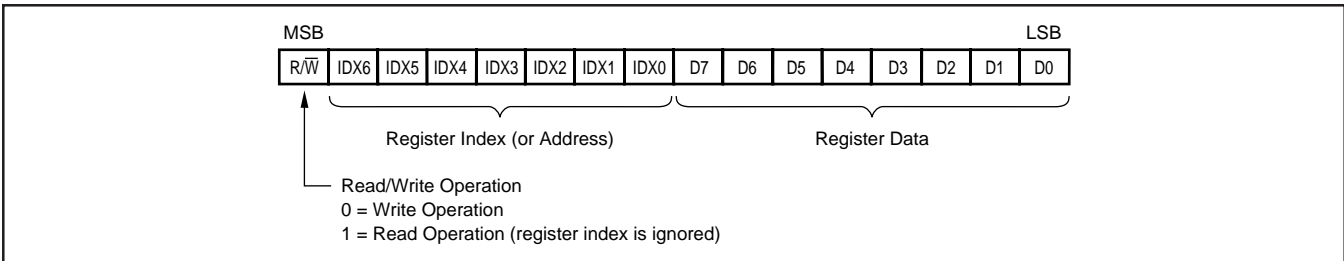 MSB LSB
R/W̅ IDX6 IDX5 IDX4 IDX3 IDX2 IDX1 IDX0 D7 D6 D5 D4 D3 D2 D1 D0
Register Index (or Address) Register Data
Read/Write Operation
0 = Write Operation
1 = Read Operation (register index is ignored)